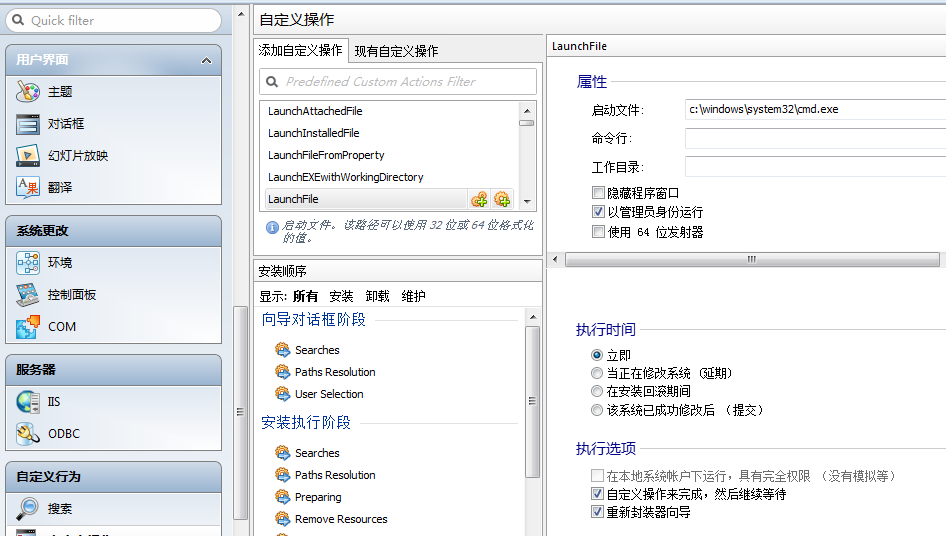 Quick filter
用户界面
主题
对话框
幻灯片放映
翻译
系统更改
环境
控制面板
COM
服务器
IIS
ODBC
自定义行为
搜索
自定义操作
添加自定义操作
现有自定义操作
Predefined Custom Actions Filter
LaunchAttachedFile
LaunchInstalledFile
LaunchFileFromProperty
LaunchEXEwithWorkingDirectory
LaunchFile
启动文件。该路径可以使用 32 位或 64 位格式化
的值。
安装顺序
显示: 所有 安装 卸载 维护
向导对话框阶段
Searches
Paths Resolution
User Selection
安装执行阶段
Searches
Paths Resolution
Preparing
Remove Resources
LaunchFile
属性
启动文件: c:\windows\system32\cmd.exe
命令行:
工作目录:
隐藏程序窗口
以管理员身份运行
使用 64 位发射器
执行时间
立即
当正在修改系统 (延期)
在安装回滚期间
该系统已成功修改后 (提交)
执行选项
在本地系统帐户下运行，具有完全权限 (没有模拟等)
自定义操作来完成，然后继续等待
重新封装器向导